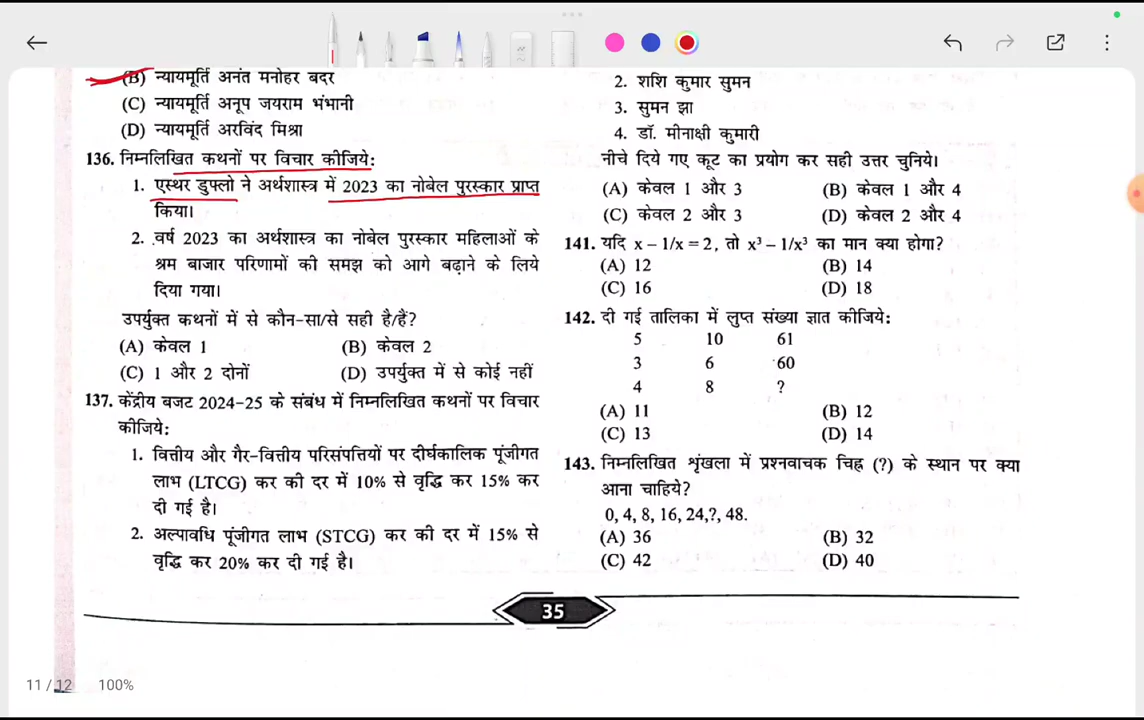 (B) न्यायमूर्ति अनंत मनोहर बदर
(C) न्यायमूर्ति अनूप जयराम भंभानी
(D) न्यायमूर्ति अरविंद मिश्रा
136. निम्नलिखित कथनों पर विचार कीजिये:
1. एस्थर डुफ्लो ने अर्थशास्त्र में 2023 का नोबेल पुरस्कार प्राप्त
किया।
2. वर्ष 2023 का अर्थशास्त्र का नोबेल पुरस्कार महिलाओं के
श्रम बाजार परिणामों की समझ को आगे बढ़ाने के लिये
दिया गया।
उपर्युक्त कथनों में से कौन-सा/से सही है/हैं?
(A) केवल 1 (B) केवल 2
(C) 1 और 2 दोनों (D) उपर्युक्त में से कोई नहीं
137. केंद्रीय बजट 2024-25 के संबंध में निम्नलिखित कथनों पर विचार
कीजिये:
1. वित्तीय और गैर-वित्तीय परिसंपत्तियों पर दीर्घकालिक पूंजीगत
लाभ (LTCG) कर की दर में 10% से वृद्धि कर 15% कर
दी गई है।
2. अल्पावधि पूंजीगत लाभ (STCG) कर की दर में 15% से
वृद्धि कर 20% कर दी गई है।
2. शशि कुमार सुमन
3. सुमन झा
4. डॉ. मीनाक्षी कुमारी
नीचे दिये गए कूट का प्रयोग कर सही उत्तर चुनिये।
(A) केवल 1 और 3 (B) केवल 1 और 4
(C) केवल 2 और 3 (D) केवल 2 और 4
141. यदि x – 1/x = 2, तो x³ – 1/x³ का मान क्या होगा?
(A) 12 (B) 14
(C) 16 (D) 18
142. दी गई तालिका में लुप्त संख्या ज्ञात कीजिये:
5 10 61
3 6 60
4 8 ?
(A) 11 (B) 12
(C) 13 (D) 14
143. निम्नलिखित शृंखला में प्रश्नवाचक चिह्न (?) के स्थान पर क्या
आना चाहिये?
0, 4, 8, 16, 24,?, 48.
(A) 36 (B) 32
(C) 42 (D) 40
35
11 / 12 100%